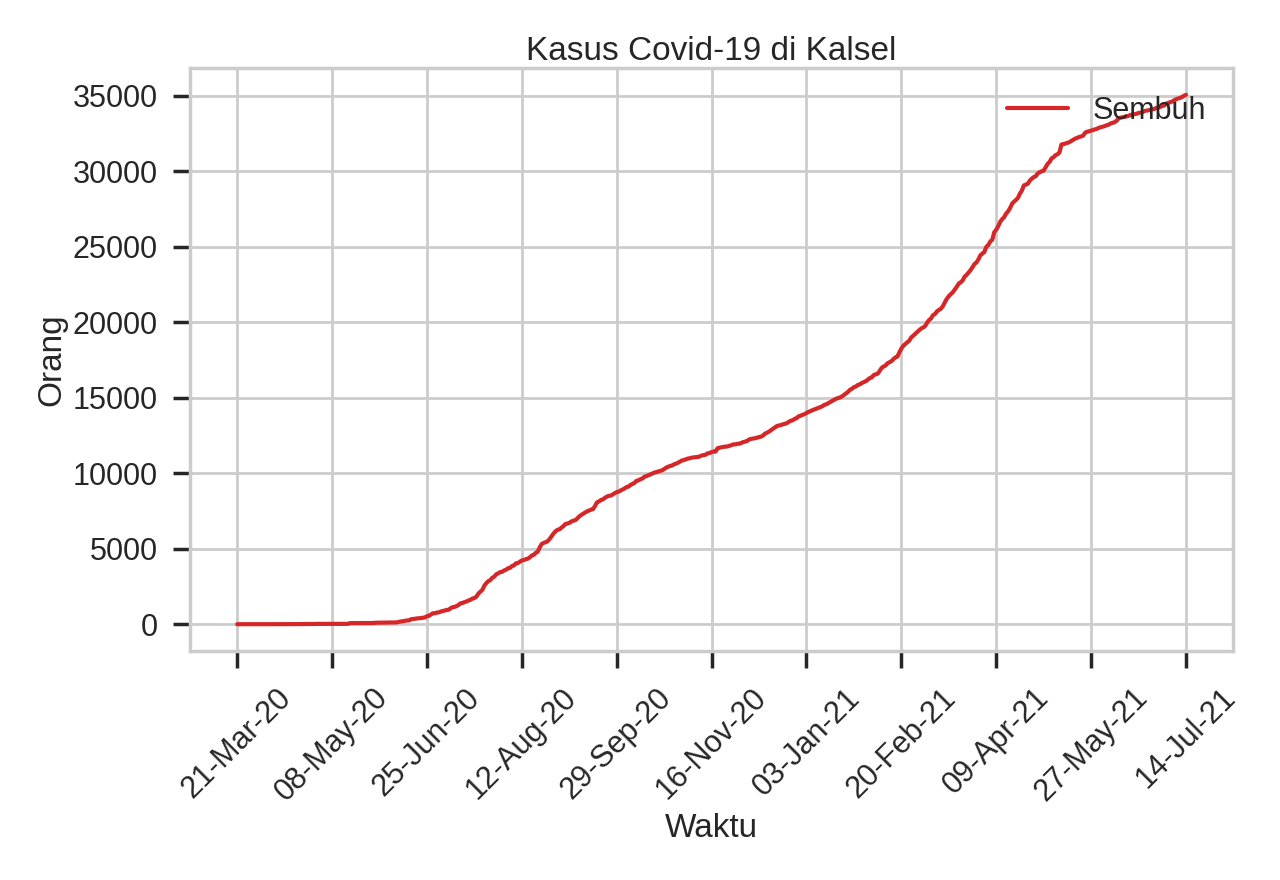 Kasus Covid-19 di Kalsel
Sembuh
Orang
35000
30000
25000
20000
15000
10000
5000
0
21-Mar-20
08-May-20
25-Jun-20
12-Aug-20
29-Sep-20
16-Nov-20
03-Jan-21
20-Feb-21
09-Apr-21
27-May-21
14-Jul-21
Waktu